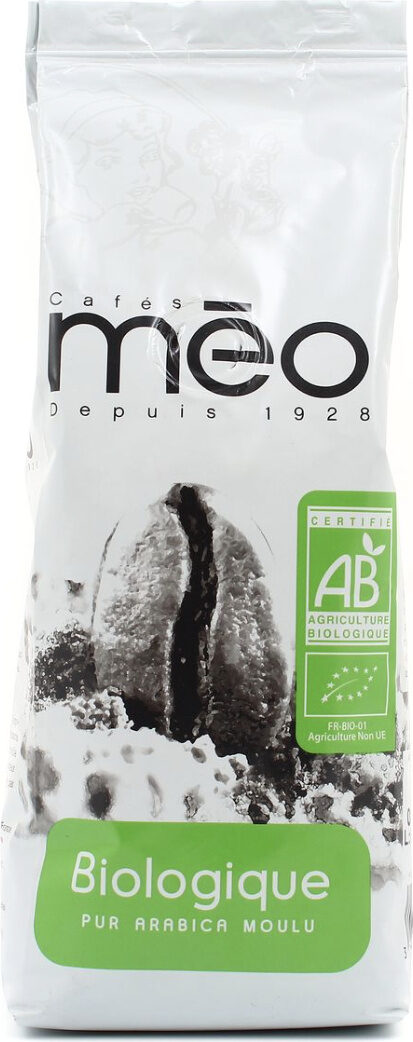 Cafés
mēo
Depuis 1928
CERTIFIÉ
AB
AGRICULTURE
BIOLOGIQUE
FR-BIO-01
Agriculture Non UE
Biologique
PUR ARABICA MOULU